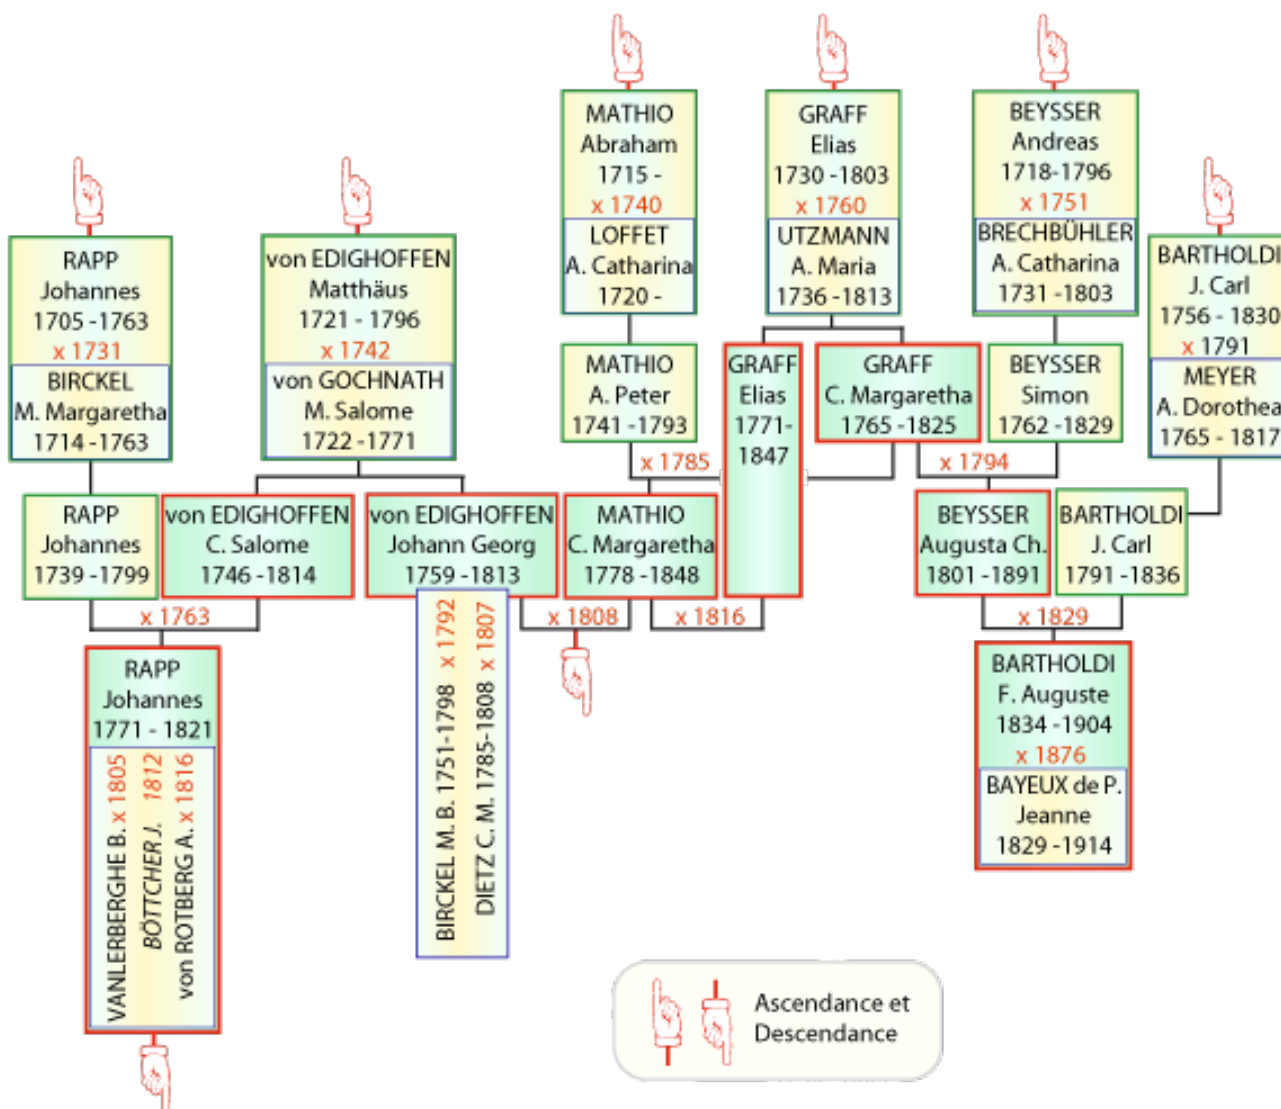 MATHIO
Abraham
1715 -
x 1740
LOFFET
A. Catharina
1720 -
GRAFF
Elias
1730 -1803
x 1760
UTZMANN
A. Maria
1736 -1813
BEYSSER
Andreas
1718-1796
x 1751
BRECHBÜHLER
A. Catharina
1731 -1803
RAPP
Johannes
1705 -1763
x 1731
BIRCKEL
M. Margaretha
1714 -1763
von EDIGHOFFEN
Matthäus
1721 - 1796
x 1742
von GOCHNATH
M. Salome
1722 -1771
BARTHOLDI
J. Carl
1756 - 1830
x 1791
MEYER
A. Dorothea
1765 - 1817
MATHIO
A. Peter
1741 -1793
GRAFF
Elias
1771-
1847
GRAFF
C. Margaretha
1765 -1825
BEYSSER
Simon
1762 -1829
x 1785
x 1794
RAPP
Johannes
1739 -1799
von EDIGHOFFEN
C. Salome
1746 -1814
von EDIGHOFFEN
Johann Georg
1759 -1813
MATHIO
C. Margaretha
1778 -1848
BEYSSER
Augusta Ch.
1801 -1891
BARTHOLDI
J. Carl
1791 -1836
x 1763
x 1808
x 1816
x 1829
BIRCKEL M. B. 1751-1798 x 1792
DIETZ C. M. 1785-1808 x 1807
RAPP
Johannes
1771 - 1821
VANLERBERGHE B. x 1805
BÖTTCHER J. 1812
von ROTBERG A. x 1816
BARTHOLDI
F. Auguste
1834 -1904
x 1876
BAYEUX de P.
Jeanne
1829 -1914
Ascendance et
Descendance